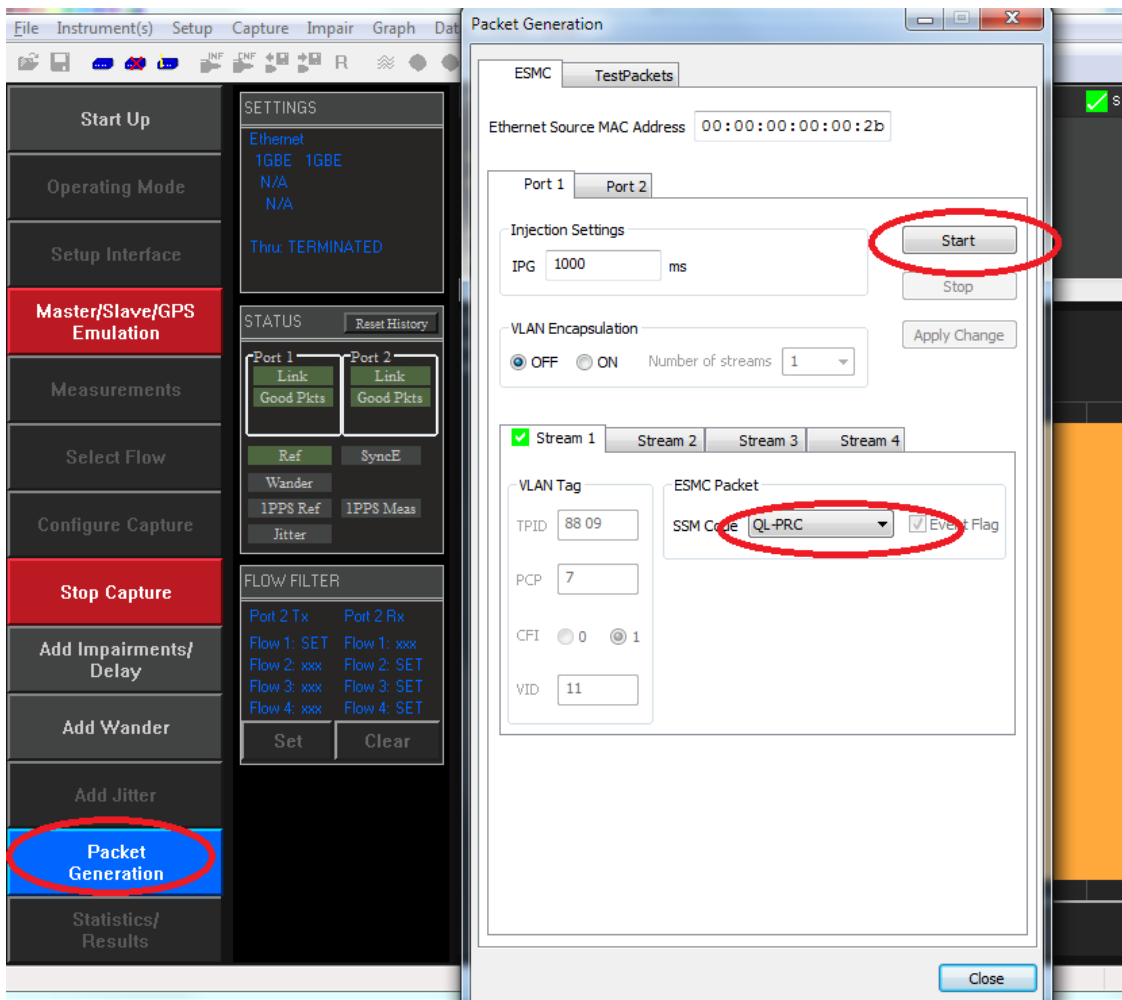 File Instrument(s) Setup Capture Impair Graph Dat
INF CNF R
Start Up
Operating Mode
Setup Interface
Master/Slave/GPS
Emulation
Measurements
Select Flow
Configure Capture
Stop Capture
Add Impairments/
Delay
Add Wander
Add Jitter
Packet
Generation
Statistics/
Results
SETTINGS
Ethernet
1GBE 1GBE
N/A
N/A
Thru: TERMINATED
STATUS Reset History
Port 1 Port 2
Link Link
Good Pkts Good Pkts
Ref SyncE
Wander
1PPS Ref 1PPS Meas
Jitter
FLOW FILTER
Port 2 Tx Port 2 Rx
Flow 1: SET Flow 1: xxx
Flow 2: xxx Flow 2: SET
Flow 3: xxx Flow 3: SET
Flow 4: xxx Flow 4: SET
Set Clear
Packet Generation
ESMC TestPackets
Ethernet Source MAC Address 00:00:00:00:00:2b
Port 1 Port 2
Injection Settings
IPG 1000 ms
Start
Stop
Apply Change
VLAN Encapsulation
OFF ON Number of streams 1
Stream 1 Stream 2 Stream 3 Stream 4
VLAN Tag
TPID 88 09
PCP 7
CFI 0 1
VID 11
ESMC Packet
SSM Code QL-PRC Event Flag
Close
S